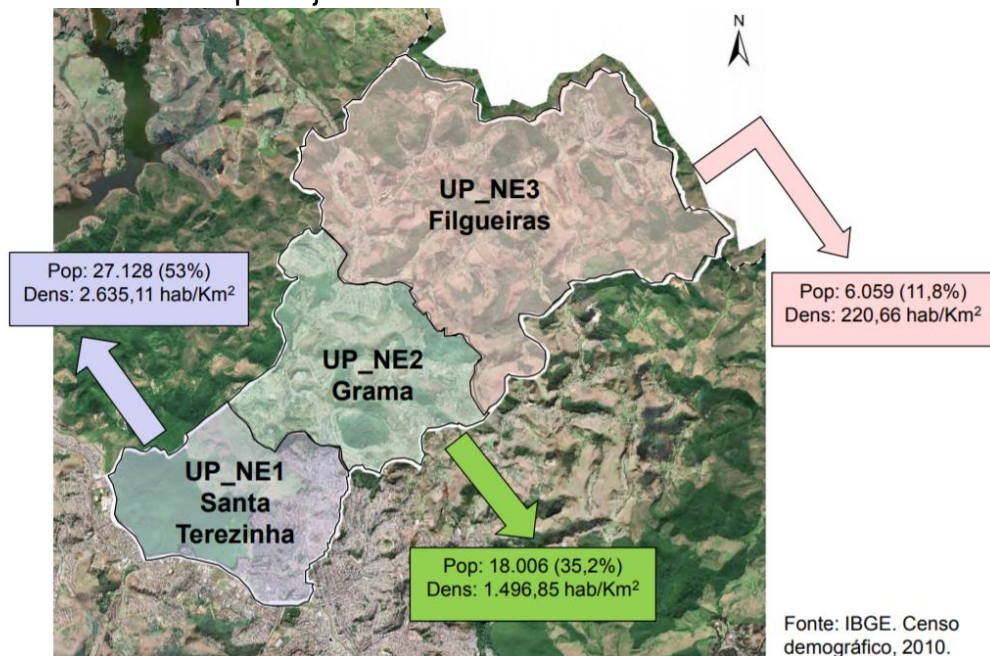 N
UP_NE3
Filgueiras
Pop: 27.128 (53%)
Dens: 2.635,11 hab/Km²
Pop: 6.059 (11,8%)
Dens: 220,66 hab/Km²
UP_NE2
Grama
UP_NE1
Santa
Terezinha
Pop: 18.006 (35,2%)
Dens: 1.496,85 hab/Km²
Fonte: IBGE. Censo
demográfico, 2010.